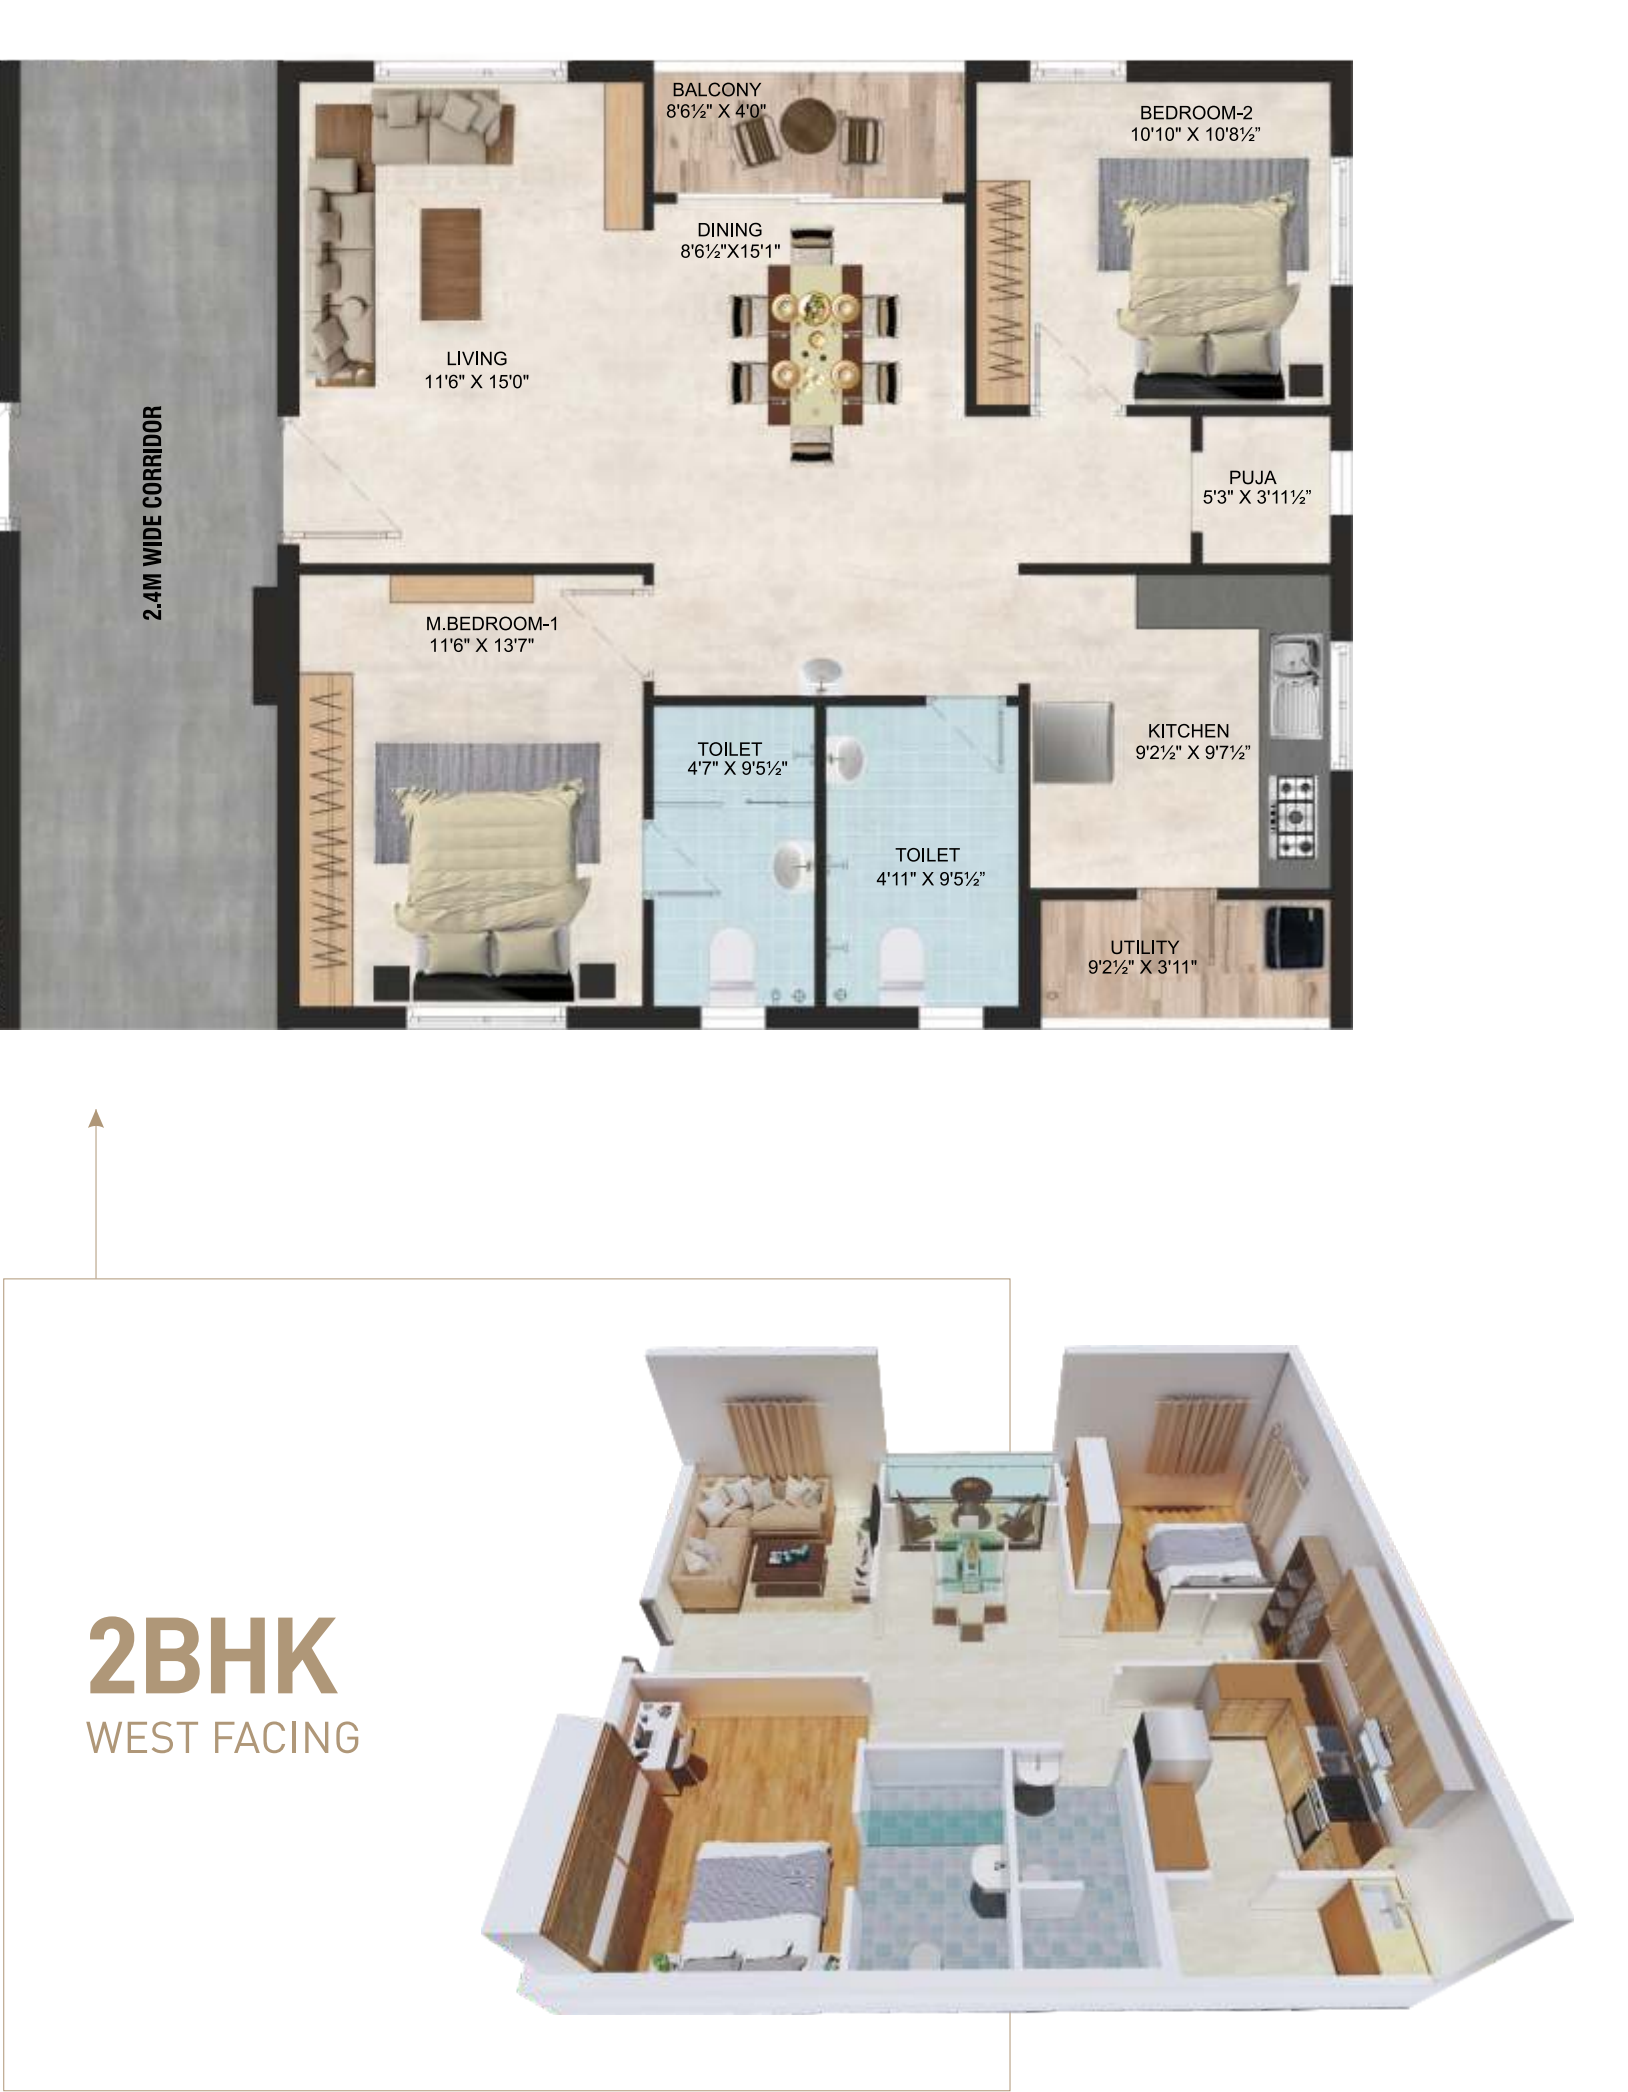 BALCONY
8'6½" X 4'0"
BEDROOM-2
10'10" X 10'8½”
DINING
8'6½"X15'1"
LIVING
11'6" X 15'0"
2.4M WIDE CORRIDOR
PUJA
5'3" X 3'11½”
M.BEDROOM-1
11'6" X 13'7"
TOILET
4'7" X 9'5½"
KITCHEN
9'2½" X 9'7½”
TOILET
4'11" X 9'5½”
UTILITY
9'2½" X 3'11"
2BHK
WEST FACING